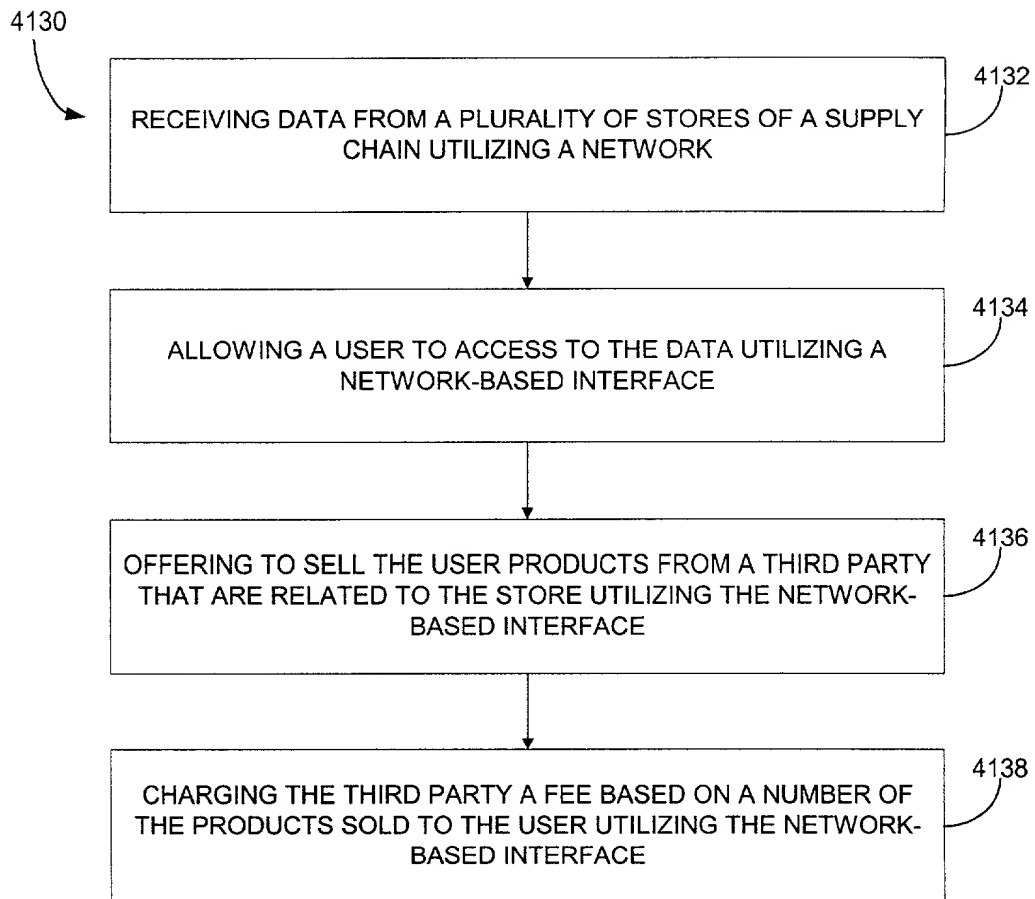 4130
4132
RECEIVING DATA FROM A PLURALITY OF STORES OF A SUPPLY
CHAIN UTILIZING A NETWORK
4134
ALLOWING A USER TO ACCESS TO THE DATA UTILIZING A
NETWORK-BASED INTERFACE
4136
OFFERING TO SELL THE USER PRODUCTS FROM A THIRD PARTY
THAT ARE RELATED TO THE STORE UTILIZING THE NETWORK-
BASED INTERFACE
4138
CHARGING THE THIRD PARTY A FEE BASED ON A NUMBER OF
THE PRODUCTS SOLD TO THE USER UTILIZING THE NETWORK-
BASED INTERFACE